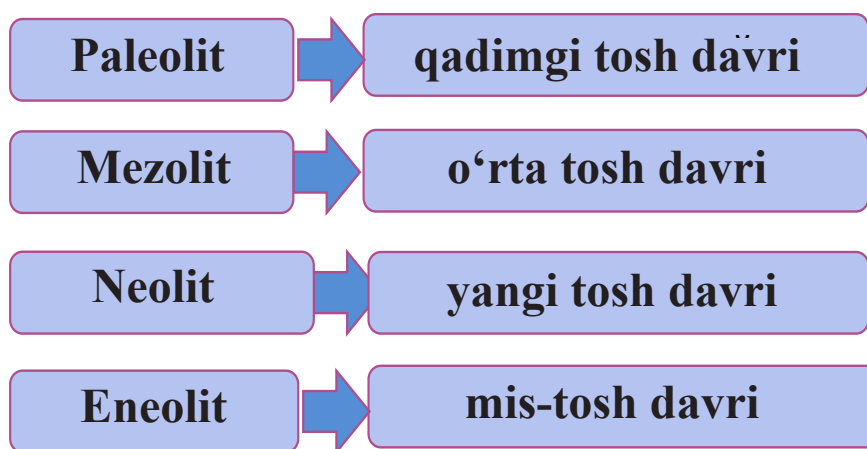 Paleolit qadimgi tosh davri
Mezolit o‘rta tosh davri
Neolit yangi tosh davri
Eneolit mis-tosh davri